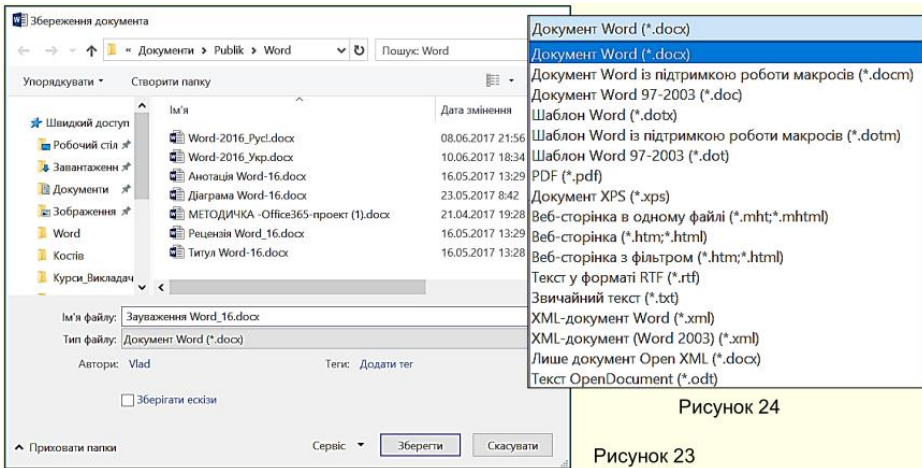 Збереження документа
« Документи › Publik › Word
Пошук: Word
Упорядкувати
Створити папку
Швидкий доступ
Робочий стіл
Завантаженн
Документи
Зображення
Word
Костів
Курси_Викладач
Ім'я
Дата змінення
Word-2016_Рус!.docx 08.06.2017 21:56
Word-2016_Укр.docx 10.06.2017 18:34
Анотація Word-16.docx 16.05.2017 13:29
Діаграма Word-16.docx 23.05.2017 8:42
МЕТОДИЧКА -Office365-проект (1).docx 21.04.2017 19:28
Рецензія Word_16.docx 16.05.2017 13:29
Титул Word-16.docx 16.05.2017 13:28
Ім'я файлу: Зауваження Word_16.docx
Тип файлу: Документ Word (*.docx)
Автори: Vlad
Теги: Додати тег
Зберігати ескізи
Приховати папки
Сервіс
Зберегти
Скасувати
Документ Word (*.docx)
Документ Word (*.docx)
Документ Word із підтримкою роботи макросів (*.docm)
Документ Word 97-2003 (*.doc)
Шаблон Word (*.dotx)
Шаблон Word із підтримкою роботи макросів (*.dotm)
Шаблон Word 97-2003 (*.dot)
PDF (*.pdf)
Документ XPS (*.xps)
Веб-сторінка в одному файлі (*.mht;*.mhtml)
Веб-сторінка (*.htm;*.html)
Веб-сторінка з фільтром (*.htm;*.html)
Текст у форматі RTF (*.rtf)
Звичайний текст (*.txt)
XML-документ Word (*.xml)
XML-документ (Word 2003) (*.xml)
Лише документ Open XML (*.docx)
Текст OpenDocument (*.odt)
Рисунок 24
Рисунок 23